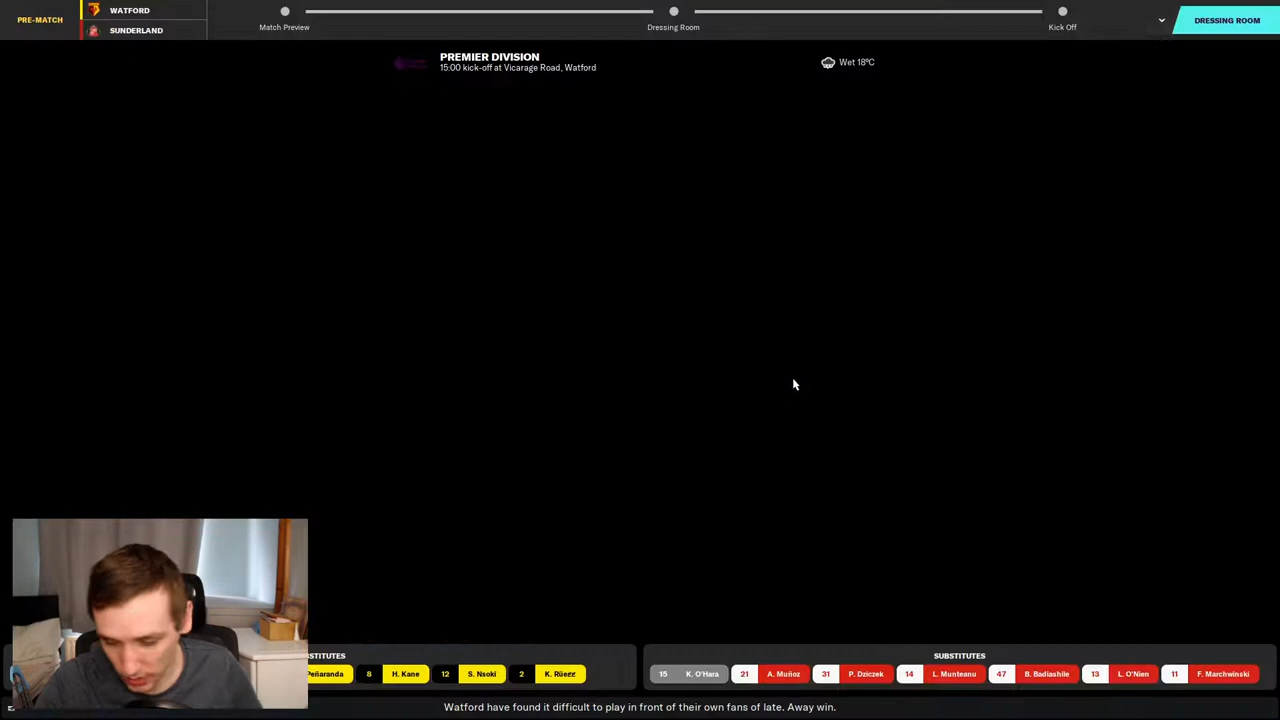 PRE-MATCH
WATFORD
SUNDERLAND
Match Preview
Dressing Room
Kick Off
DRESSING ROOM
PREMIER DIVISION
15:00 kick-off at Vicarage Road, Watford
Wet 18°C
SUBSTITUTES
Peñaranda 8 H. Kane 12 S. Nsoki 2 K. Rüegg
SUBSTITUTES
15 K. O'Hara 21 A. Muñoz 31 P. Dziczek 14 L. Munteanu 47 B. Badiashile 13 L. O'Nien 11 F. Marchwinski
Watford have found it difficult to play in front of their own fans of late. Away win.